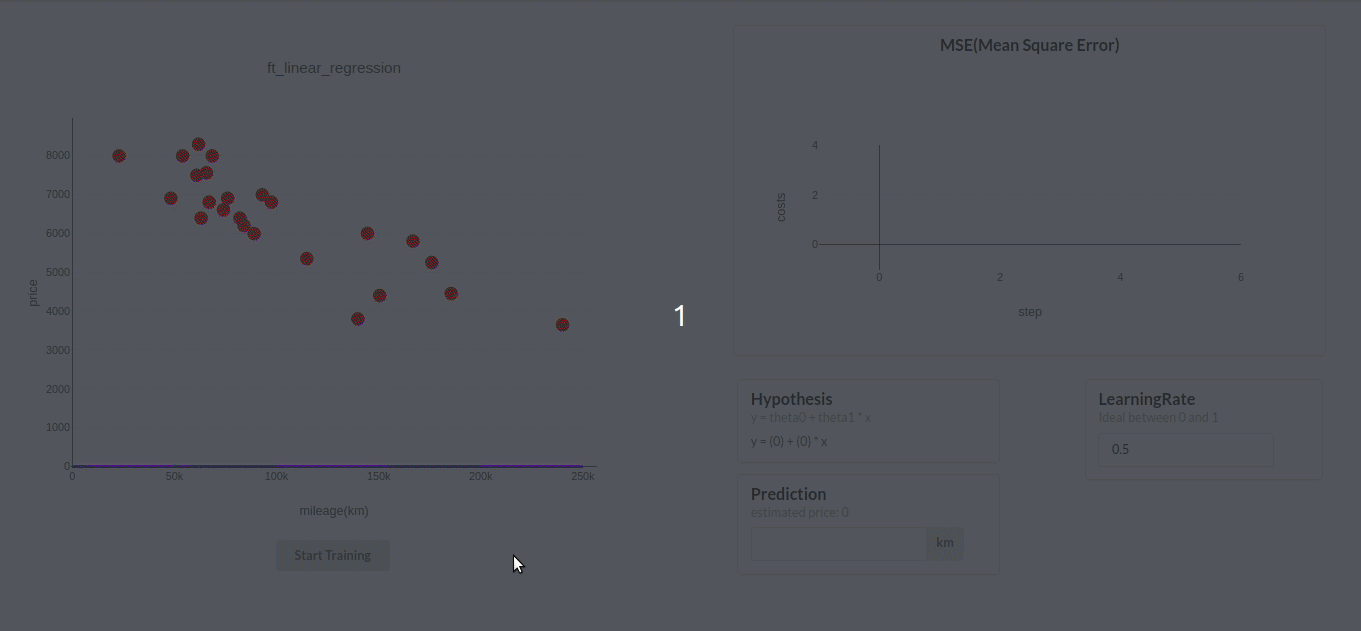 ft_linear_regression
8000
7000
6000
5000
4000
3000
2000
1000
0
price
0 50k 100k 150k 200k 250k
mileage(km)
Start Training
1
MSE(Mean Square Error)
4
2
0
costs
0 2 4 6
step
Hypothesis
y = theta0 + theta1 * x
y = (0) + (0) * x
LearningRate
Ideal between 0 and 1
0.5
Prediction
estimated price: 0
km